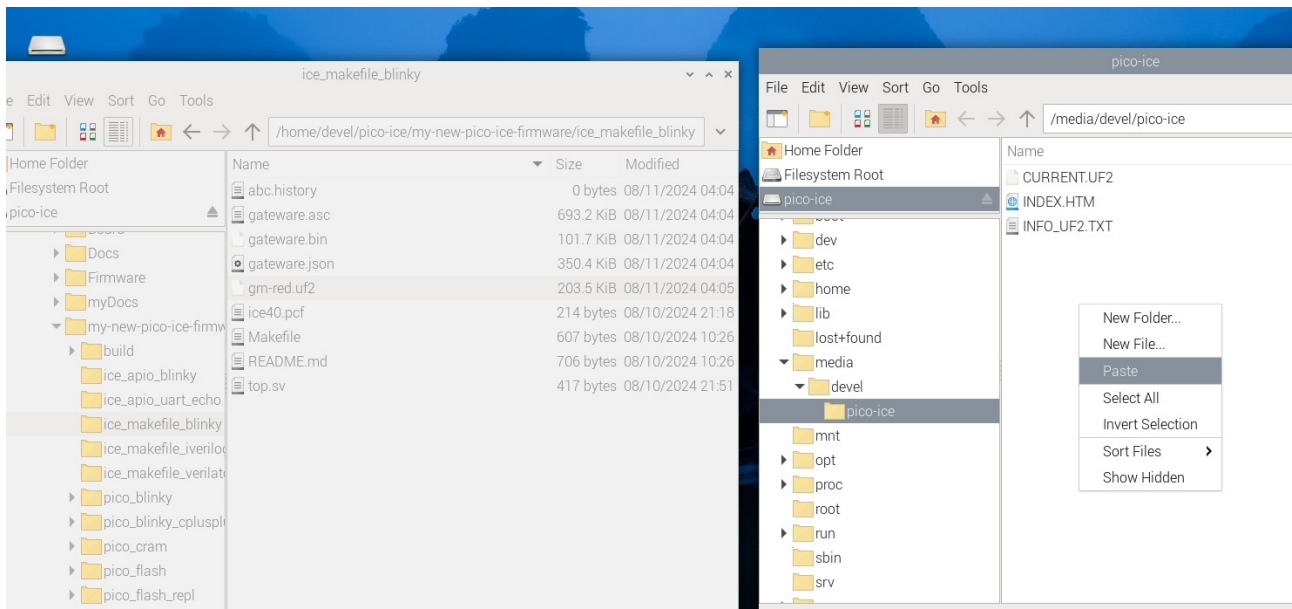 ice_makefile_blinky
e Edit View Sort Go Tools
/home/devel/pico-ice/my-new-pico-ice-firmware/ice_makefile_blinky
Home Folder
Filesystem Root
pico-ice
Docs
Firmware
myDocs
my-new-pico-ice-firmw
build
ice_apio_blinky
ice_apio_uart_echo
ice_makefile_blinky
ice_makefile_iverilog
ice_makefile_verilat
pico_blinky
pico_blinky_cplusplu
pico_cram
pico_flash
pico_flash_repl
Name Size Modified
abc.history 0 bytes 08/11/2024 04:04
gateware.asc 693.2 KiB 08/11/2024 04:04
gateware.bin 101.7 KiB 08/11/2024 04:04
gateware.json 350.4 KiB 08/11/2024 04:04
grn-red.uf2 203.5 KiB 08/11/2024 04:05
ice40.pcf 214 bytes 08/10/2024 21:18
Makefile 607 bytes 08/10/2024 10:26
README.md 706 bytes 08/10/2024 10:26
top.sv 417 bytes 08/10/2024 21:51
pico-ice
File Edit View Sort Go Tools
/media/devel/pico-ice
Home Folder
Filesystem Root
pico-ice
dev
etc
home
lib
lost+found
media
devel
pico-ice
mnt
opt
proc
root
run
sbin
srv
Name
CURRENT.UF2
INDEX.HTM
INFO_UF2.TXT
New Folder...
New File...
Paste
Select All
Invert Selection
Sort Files
Show Hidden